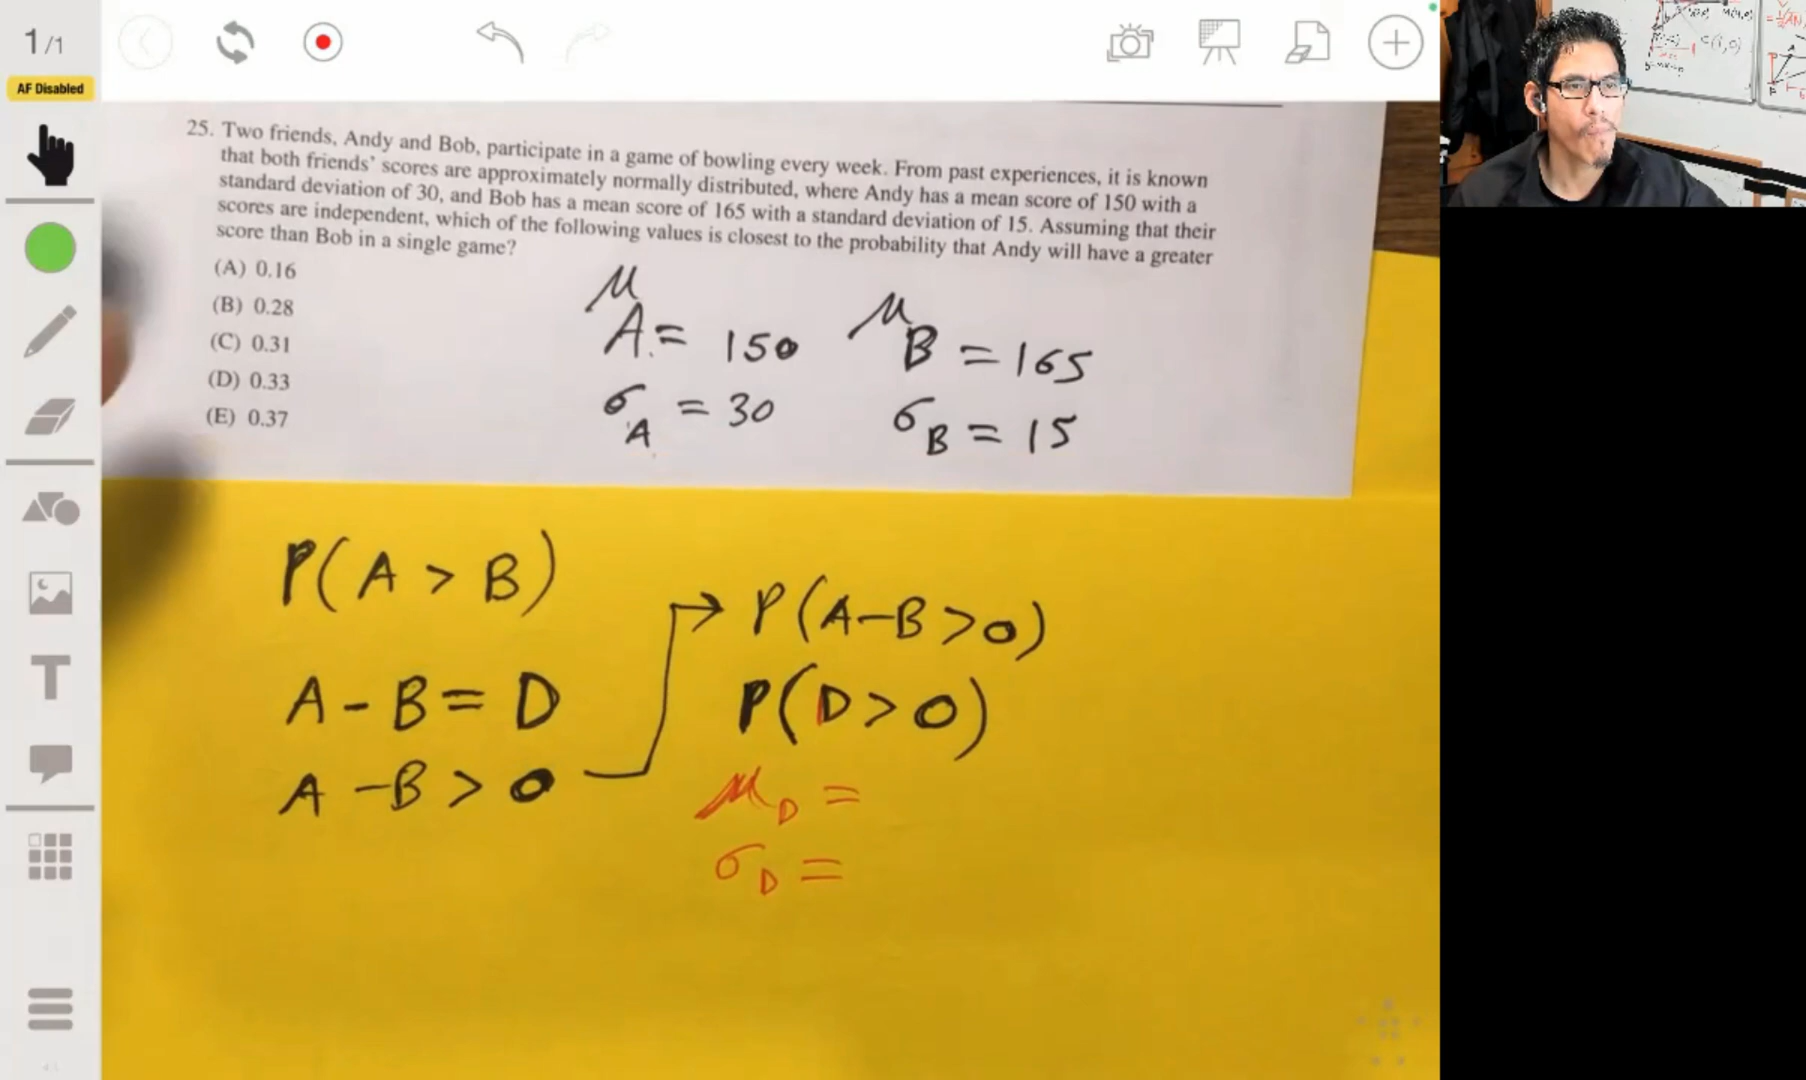 1/1
AF Disabled
25. Two friends, Andy and Bob, participate in a game of bowling every week. From past experiences, it is known
that both friends' scores are approximately normally distributed, where Andy has a mean score of 150 with a
standard deviation of 30, and Bob has a mean score of 165 with a standard deviation of 15. Assuming that their
scores are independent, which of the following values is closest to the probability that Andy will have a greater
score than Bob in a single game?
(A) 0.16
(B) 0.28
(C) 0.31
(D) 0.33
(E) 0.37
μA = 150
μB = 165
σA = 30
σB = 15
P(A > B)
P(A-B>0)
A - B = D
P(D>0)
A - B > 0
μD =
σD =
T